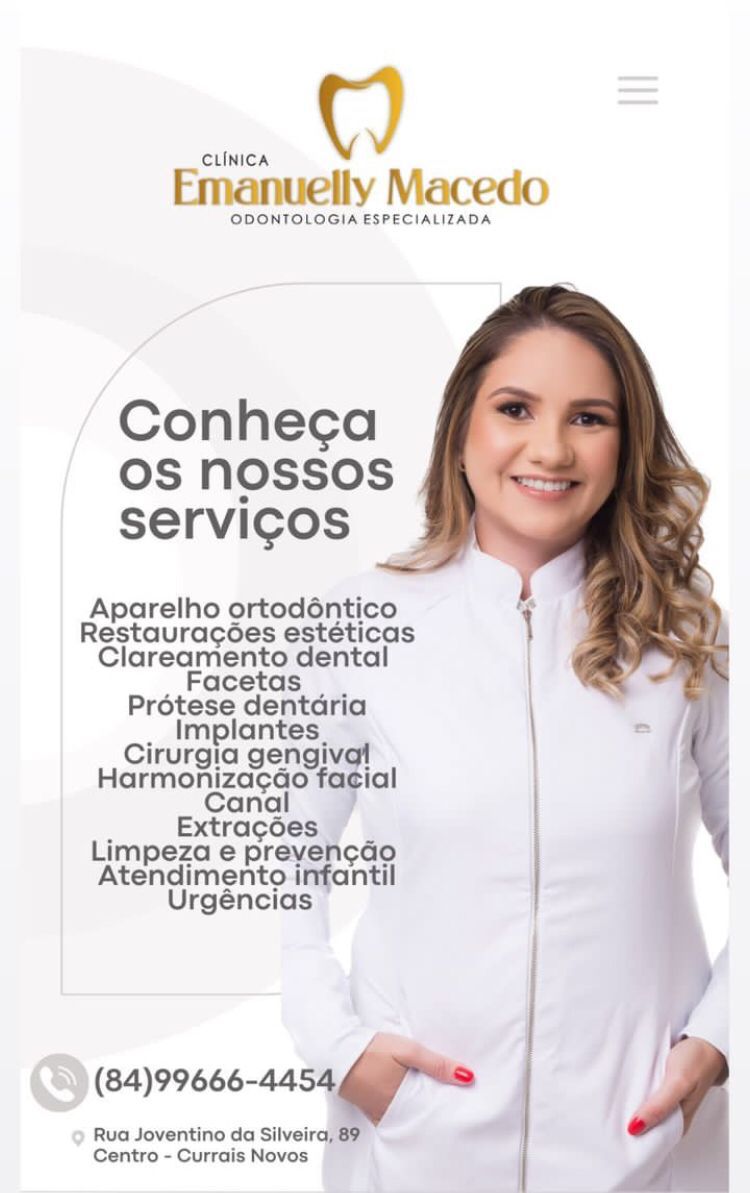 CLÍNICA
Emanuelly Macedo
ODONTOLOGIA ESPECIALIZADA
Conheça
os nossos
serviços
Aparelho ortodôntico
Restaurações estéticas
Clareamento dental
Facetas
Prótese dentária
Implantes
Cirurgia gengival
Harmonização facial
Canal
Extrações
Limpeza e prevenção
Atendimento infantil
Urgências
(84)99666-4454
Rua Joventino da Silveira, 89
Centro - Currais Novos